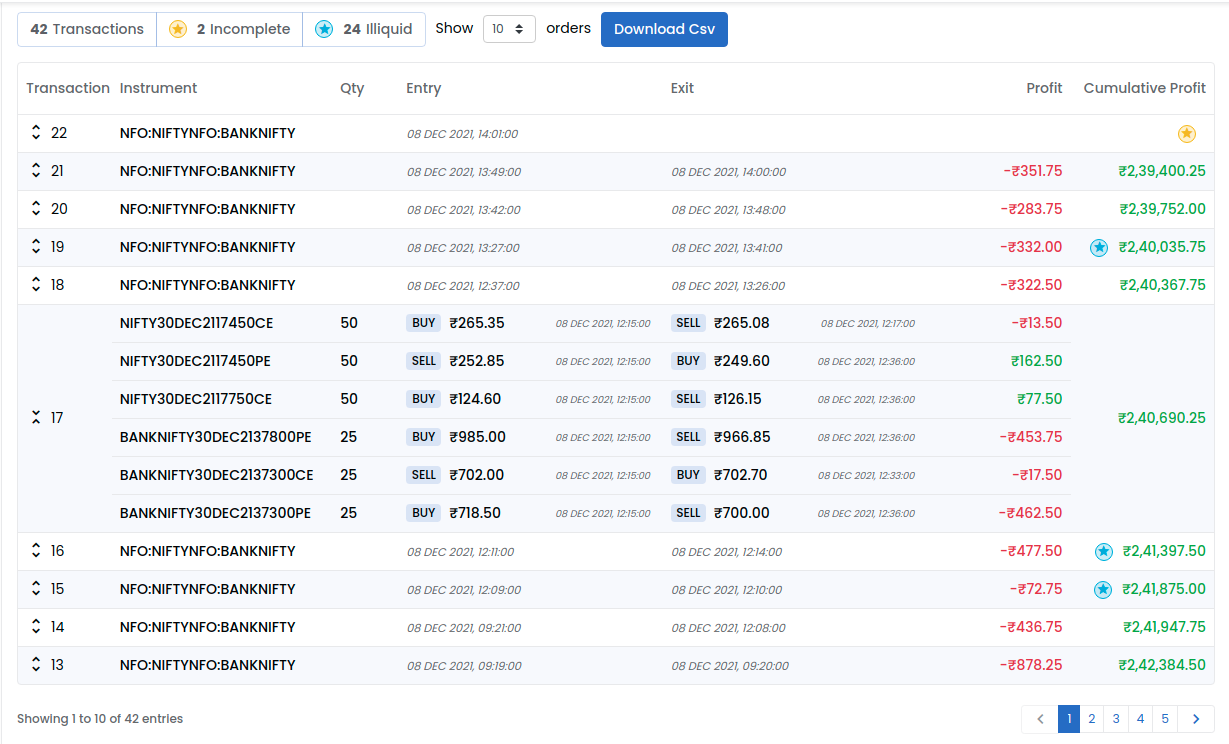 42 Transactions 2 Incomplete 24 Illiquid Show 10 orders Download Csv
Transaction Instrument Qty Entry Exit Profit Cumulative Profit
22 NFO:NIFTYNFO:BANKNIFTY 08 DEC 2021, 14:01:00
21 NFO:NIFTYNFO:BANKNIFTY 08 DEC 2021, 13:49:00 08 DEC 2021, 14:00:00 -₹351.75 ₹2,39,400.25
20 NFO:NIFTYNFO:BANKNIFTY 08 DEC 2021, 13:42:00 08 DEC 2021, 13:48:00 -₹283.75 ₹2,39,752.00
19 NFO:NIFTYNFO:BANKNIFTY 08 DEC 2021, 13:27:00 08 DEC 2021, 13:41:00 -₹332.00 ₹2,40,035.75
18 NFO:NIFTYNFO:BANKNIFTY 08 DEC 2021, 12:37:00 08 DEC 2021, 13:26:00 -₹322.50 ₹2,40,367.75
NIFTY30DEC2117450CE 50 BUY ₹265.35 08 DEC 2021, 12:15:00 SELL ₹265.08 08 DEC 2021, 12:17:00 -₹13.50
NIFTY30DEC2117450PE 50 SELL ₹252.85 08 DEC 2021, 12:15:00 BUY ₹249.60 08 DEC 2021, 12:36:00 ₹162.50
NIFTY30DEC2117750CE 50 BUY ₹124.60 08 DEC 2021, 12:15:00 SELL ₹126.15 08 DEC 2021, 12:36:00 ₹77.50
17 ₹2,40,690.25
BANKNIFTY30DEC2137800PE 25 BUY ₹985.00 08 DEC 2021, 12:15:00 SELL ₹966.85 08 DEC 2021, 12:36:00 -₹453.75
BANKNIFTY30DEC2137300CE 25 SELL ₹702.00 08 DEC 2021, 12:15:00 BUY ₹702.70 08 DEC 2021, 12:33:00 -₹17.50
BANKNIFTY30DEC2137300PE 25 BUY ₹718.50 08 DEC 2021, 12:15:00 SELL ₹700.00 08 DEC 2021, 12:36:00 -₹462.50
16 NFO:NIFTYNFO:BANKNIFTY 08 DEC 2021, 12:11:00 08 DEC 2021, 12:14:00 -₹477.50 ₹2,41,397.50
15 NFO:NIFTYNFO:BANKNIFTY 08 DEC 2021, 12:09:00 08 DEC 2021, 12:10:00 -₹72.75 ₹2,41,875.00
14 NFO:NIFTYNFO:BANKNIFTY 08 DEC 2021, 09:21:00 08 DEC 2021, 12:08:00 -₹436.75 ₹2,41,947.75
13 NFO:NIFTYNFO:BANKNIFTY 08 DEC 2021, 09:19:00 08 DEC 2021, 09:20:00 -₹878.25 ₹2,42,384.50
Showing 1 to 10 of 42 entries 1 2 3 4 5